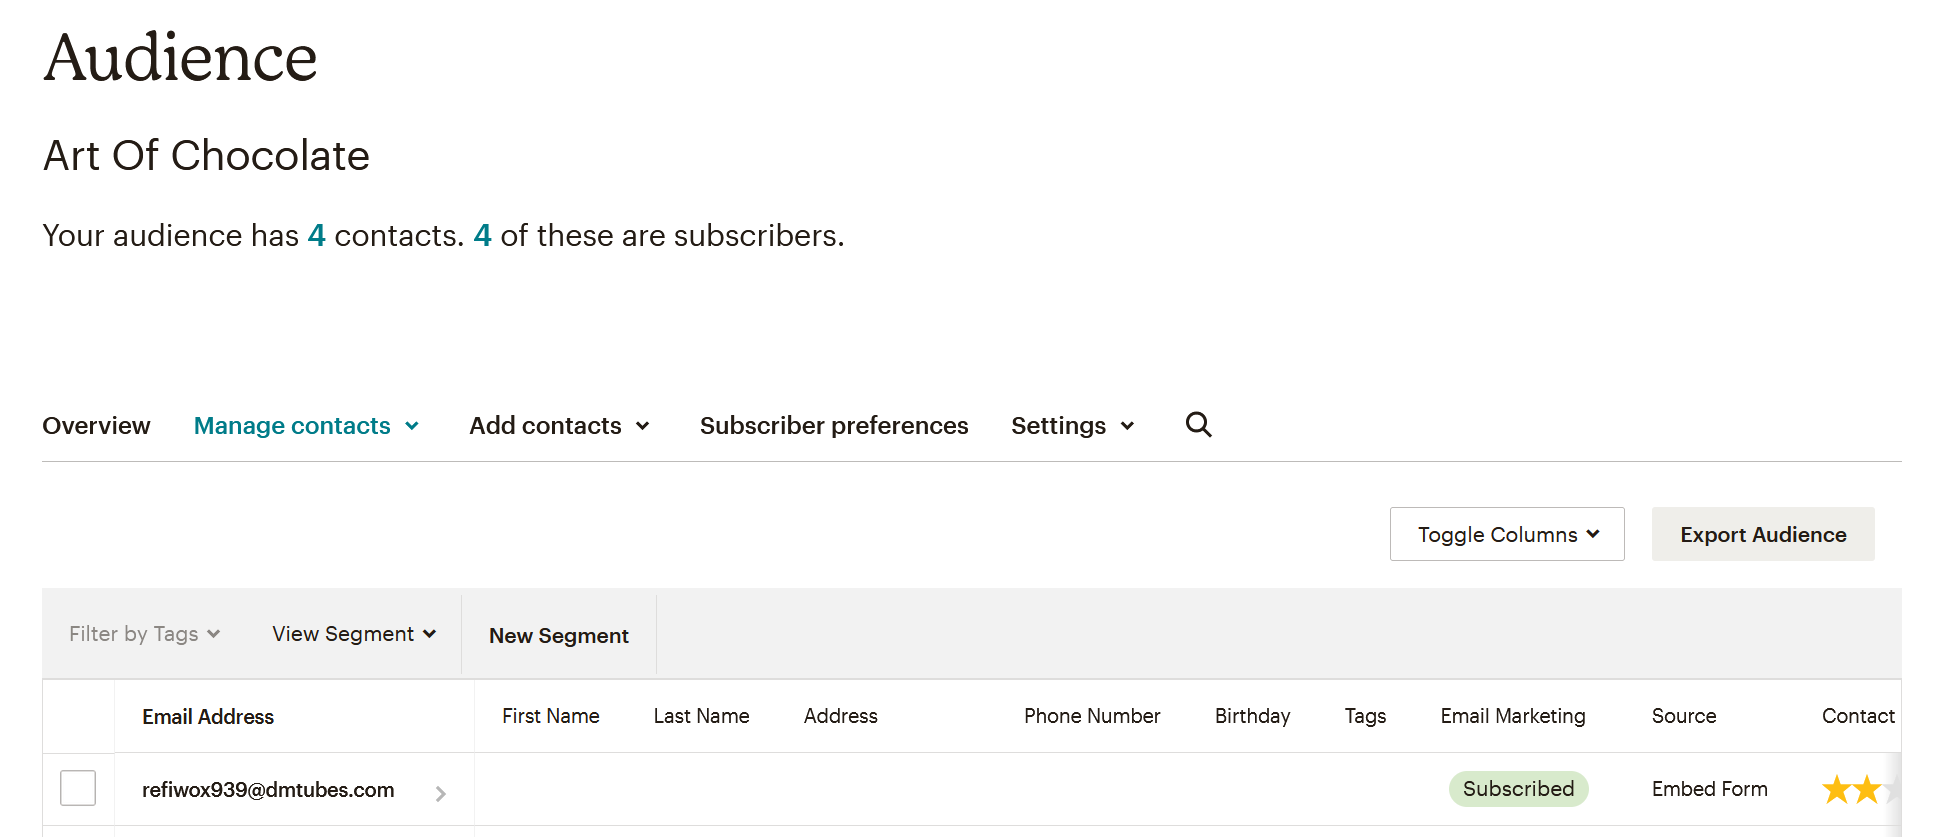 Audience
Art Of Chocolate
Your audience has 4 contacts. 4 of these are subscribers.
Overview Manage contacts Add contacts Subscriber preferences Settings
Toggle Columns Export Audience
Filter by Tags View Segment New Segment
Email Address First Name Last Name Address Phone Number Birthday Tags Email Marketing Source Contact
refiwox939@dmtubes.com Subscribed Embed Form